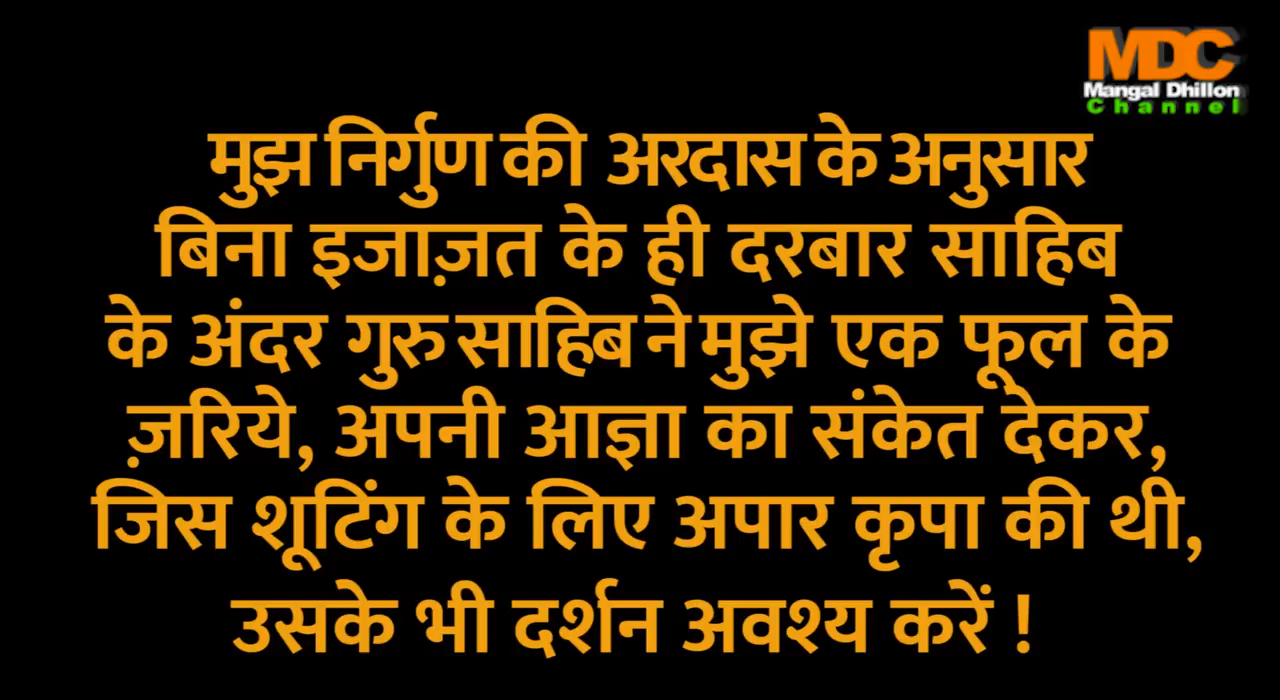 MDC
Mangal Dhillon
Channel
मुझ निर्गुण की अरदास के अनुसार
बिना इजाज़त के ही दरबार साहिब
के अंदर गुरु साहिब ने मुझे एक फूल के
ज़रिये, अपनी आज्ञा का संकेत देकर,
जिस शूटिंग के लिए अपार कृपा की थी,
उसके भी दर्शन अवश्य करें !